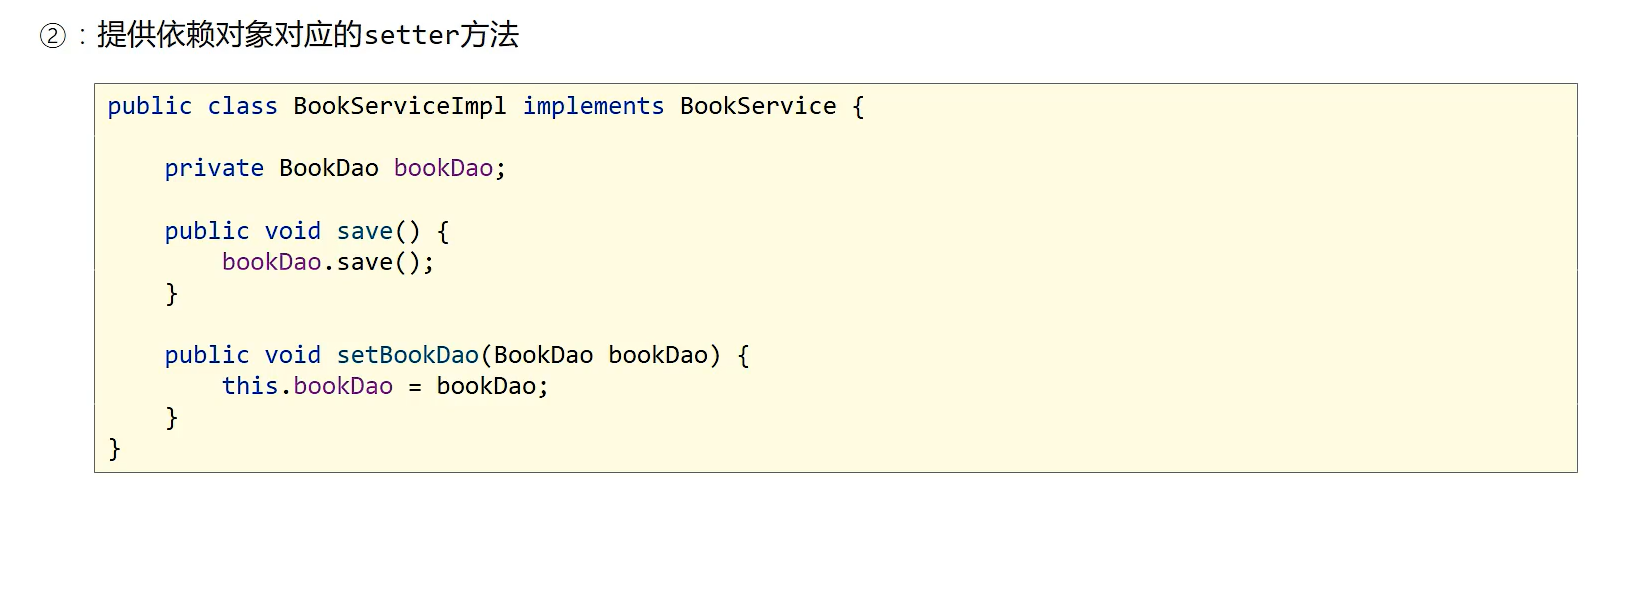 ②：提供依赖对象对应的setter方法
public class BookServiceImpl implements BookService {
    private BookDao bookDao;
    public void save() {
        bookDao.save();
    }
    public void setBookDao(BookDao bookDao) {
        this.bookDao = bookDao;
    }
}